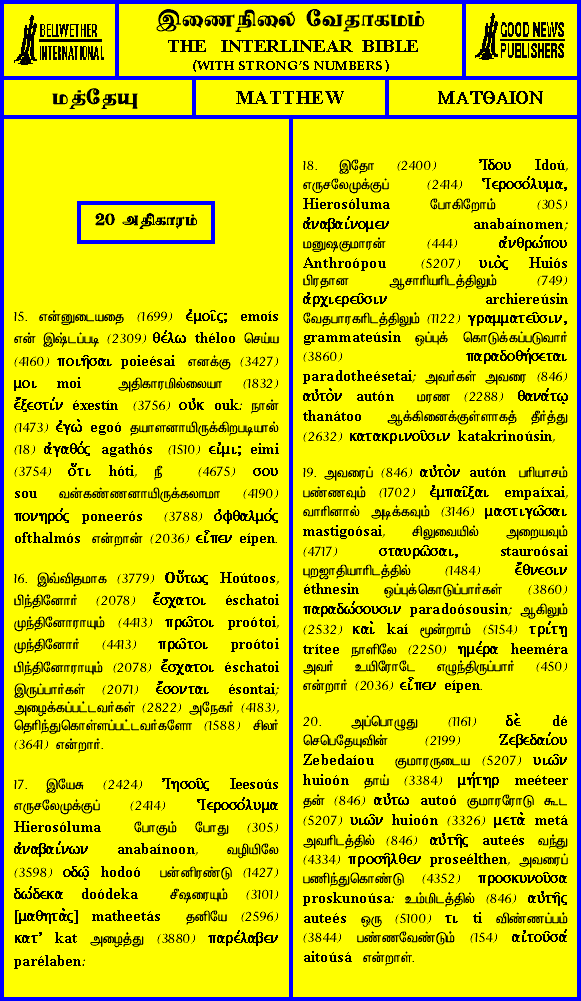 BELLWETHER
INTERNATIONAL
இணைநிலை வேதாகமம்
THE INTERLINEAR BIBLE
(WITH STRONG'S NUMBERS)
GOOD NEWS
PUBLISHERS
மத்தேயு
MATTHEW
ΜΑΤΘΑΙΟΝ
20 அதிகாரம்
15. என்னுடையதை (1699) ἐμοῖς; emoís
என் இஷ்டப்படி (2309) θέλω théloo செய்ய
(4160) ποιῆσαι poieésai எனக்கு (3427)
μοι moi அதிகாரமில்லையா (1832)
ἔξεστίν éxestín (3756) οὐκ ouk; நான்
(1473) ἐγὼ egoó தயாளனாயிருக்கிறபடியால்
(18) ἀγαθός agathós (1510) εἰμι; eimi
(3754) ὅτι hóti, நீ (4675) σου
sou வன்கண்ணனாயிருக்கலாமா (4190)
πονηρός poneerós (3788) ὀφθαλμός
ofthalmós என்றான் (2036) εἶπεν eípen.
16. இவ்விதமாக (3779) Οὕτως Hoútoos,
பிந்தினோர் (2078) ἔσχατοι éschatoi
முந்தினோராயும் (4413) πρῶτοι proótoi,
முந்தினோர் (4413) πρῶτοι proótoi
பிந்தினோராயும் (2078) ἔσχατοι éschatoi
இருப்பார்கள் (2071) ἔσονται ésontai;
அழைக்கப்பட்டவர்கள் (2822) அநேகர் (4183),
தெரிந்துகொள்ளப்பட்டவர்களோ (1588) சிலர்
(3641) என்றார்.
17. இயேசு (2424) Ἰησοῦς Ieesoús
எருசலேமுக்குப் (2414) Ἱεροσόλυμα
Hierosóluma போகும் போது (305)
ἀναβαίνων anabaínoon, வழியிலே
(3598) οδῷ hodoó பன்னிரண்டு (1427)
δώδεκα doódeka சீஷரையும் (3101)
[μαθητὰς] matheetás தனியே (2596)
κατ' kat அழைத்து (3880) παρέλαβεν
parélaben:
18. இதோ (2400) Ἰδου Idoú,
எருசலேமுக்குப் (2414) Ἱεροσόλυμα,
Hierosóluma போகிறோம் (305)
ἀναβαίνομεν anabaínomen;
மனுஷகுமாரன் (444) ἀνθρώπου
Anthroópou (5207) υιὸς Huiós
பிரதான ஆசாரியரிடத்திலும் (749)
ἀρχιερεῦσιν archiereúsin
வேதபாரகரிடத்திலும் (1122) γραμματεῦσιν,
grammateúsin ஒப்புக் கொடுக்கப்படுவார்
(3860) παραδοθήσεται
paradotheésetai; அவர்கள் அவரை (846)
αὐτὸν autón மரண (2288) θανάτῳ
thanátoo ஆக்கினைக்குள்ளாகத் தீர்த்து
(2632) κατακρινοῦσιν katakrinoúsin,
19. அவரைப் (846) αὐτὸν autón பரியாசம்
பண்ணவும் (1702) ἐμπαῖξαι empaíxai,
வாரினால் அடிக்கவும் (3146) μαστιγῶσαι
mastigoósai, சிலுவையில் அறையவும்
(4717) σταυρῶσαι, stauroósai
புறஜாதியாரிடத்தில் (1484) ἔθνεσιν
éthnesin ஒப்புக்கொடுப்பார்கள் (3860)
παραδώσουσιν paradoósousin; ஆகிலும்
(2532) καὶ kaí மூன்றாம் (5154) τρίτῃ
trítee நாளிலே (2250) ημέρα heeméra
அவர் உயிரோடே எழுந்திருப்பார் (450)
என்றார் (2036) εἶπεν eípen.
20. அப்பொழுது (1161) δὲ dé
செபெதேயுவின் (2199) Ζεβεδαίου
Zebedaíou குமாரருடைய (5207) υιῶν
huioón தாய் (3384) μήτηρ meéteer
தன் (846) αὐτω autoó குமாரரோடு கூட
(5207) υιῶν huioón (3326) μετὰ metá
அவரிடத்தில் (846) αὐτῆς auteés வந்து
(4334) προσῆλθεν proseélthen, அவரைப்
பணிந்துகொண்டு (4352) προσκυνοῦσα
proskunoúsa: உம்மிடத்தில் (846) αὐτῆς
auteés ஒரு (5100) τι ti விண்ணப்பம்
(3844) பண்ணவேண்டும் (154) αἰτοῦσά
aitoúsá என்றாள்.